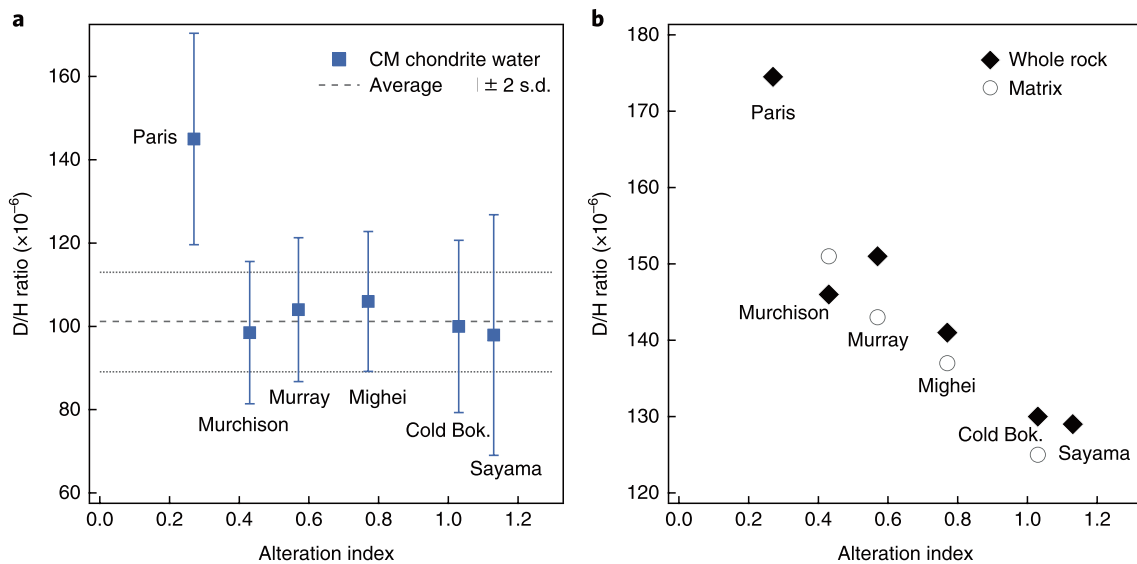 a
160
140
120
100
80
60
D/H ratio (×10⁻⁶)
CM chondrite water
Average | ± 2 s.d.
Paris
Murchison
Murray
Mighei
Cold Bok.
Sayama
0.0 0.2 0.4 0.6 0.8 1.0 1.2
Alteration index
b
180
170
160
150
140
130
120
D/H ratio (×10⁻⁶)
Whole rock
Matrix
Paris
Murchison
Murray
Mighei
Cold Bok.
Sayama
0.0 0.2 0.4 0.6 0.8 1.0 1.2
Alteration index